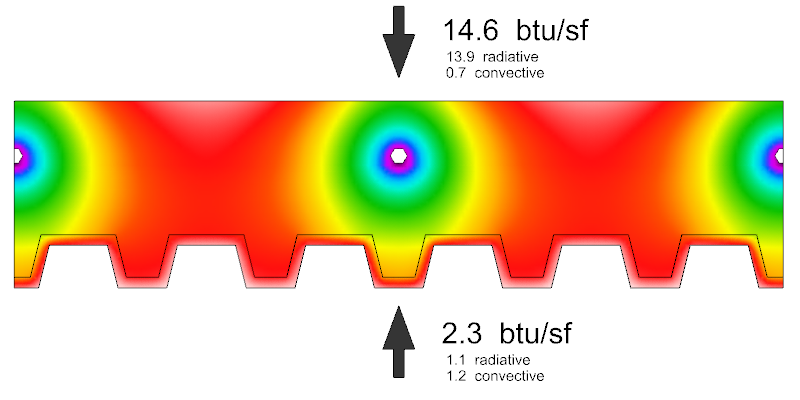 14.6 btu/sf
13.9 radiative
0.7 convective
2.3 btu/sf
1.1 radiative
1.2 convective